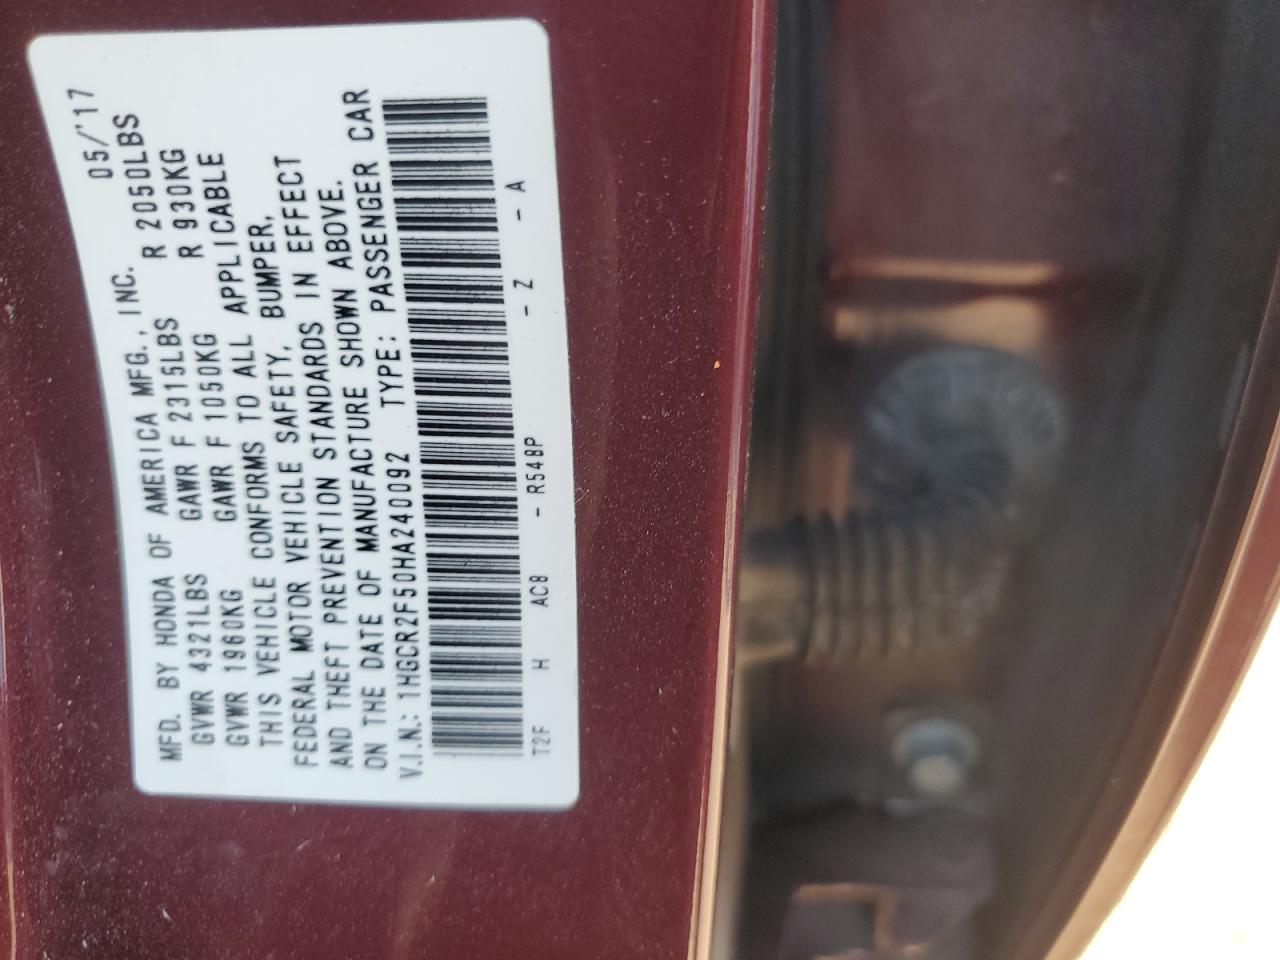 MFD. BY HONDA OF AMERICA MFG., INC. 05/'17
GVWR 4321LBS GAWR F 2315LBS R 2050LBS
GVWR 1960KG GAWR F 1050KG R 930KG
THIS VEHICLE CONFORMS TO ALL APPLICABLE
FEDERAL MOTOR VEHICLE SAFETY, BUMPER,
AND THEFT PREVENTION STANDARDS IN EFFECT
ON THE DATE OF MANUFACTURE SHOWN ABOVE.
V.I.N.: 1HGCR2F50HA240092 TYPE: PASSENGER CAR
T2F H AC8 - R548P - Z - A